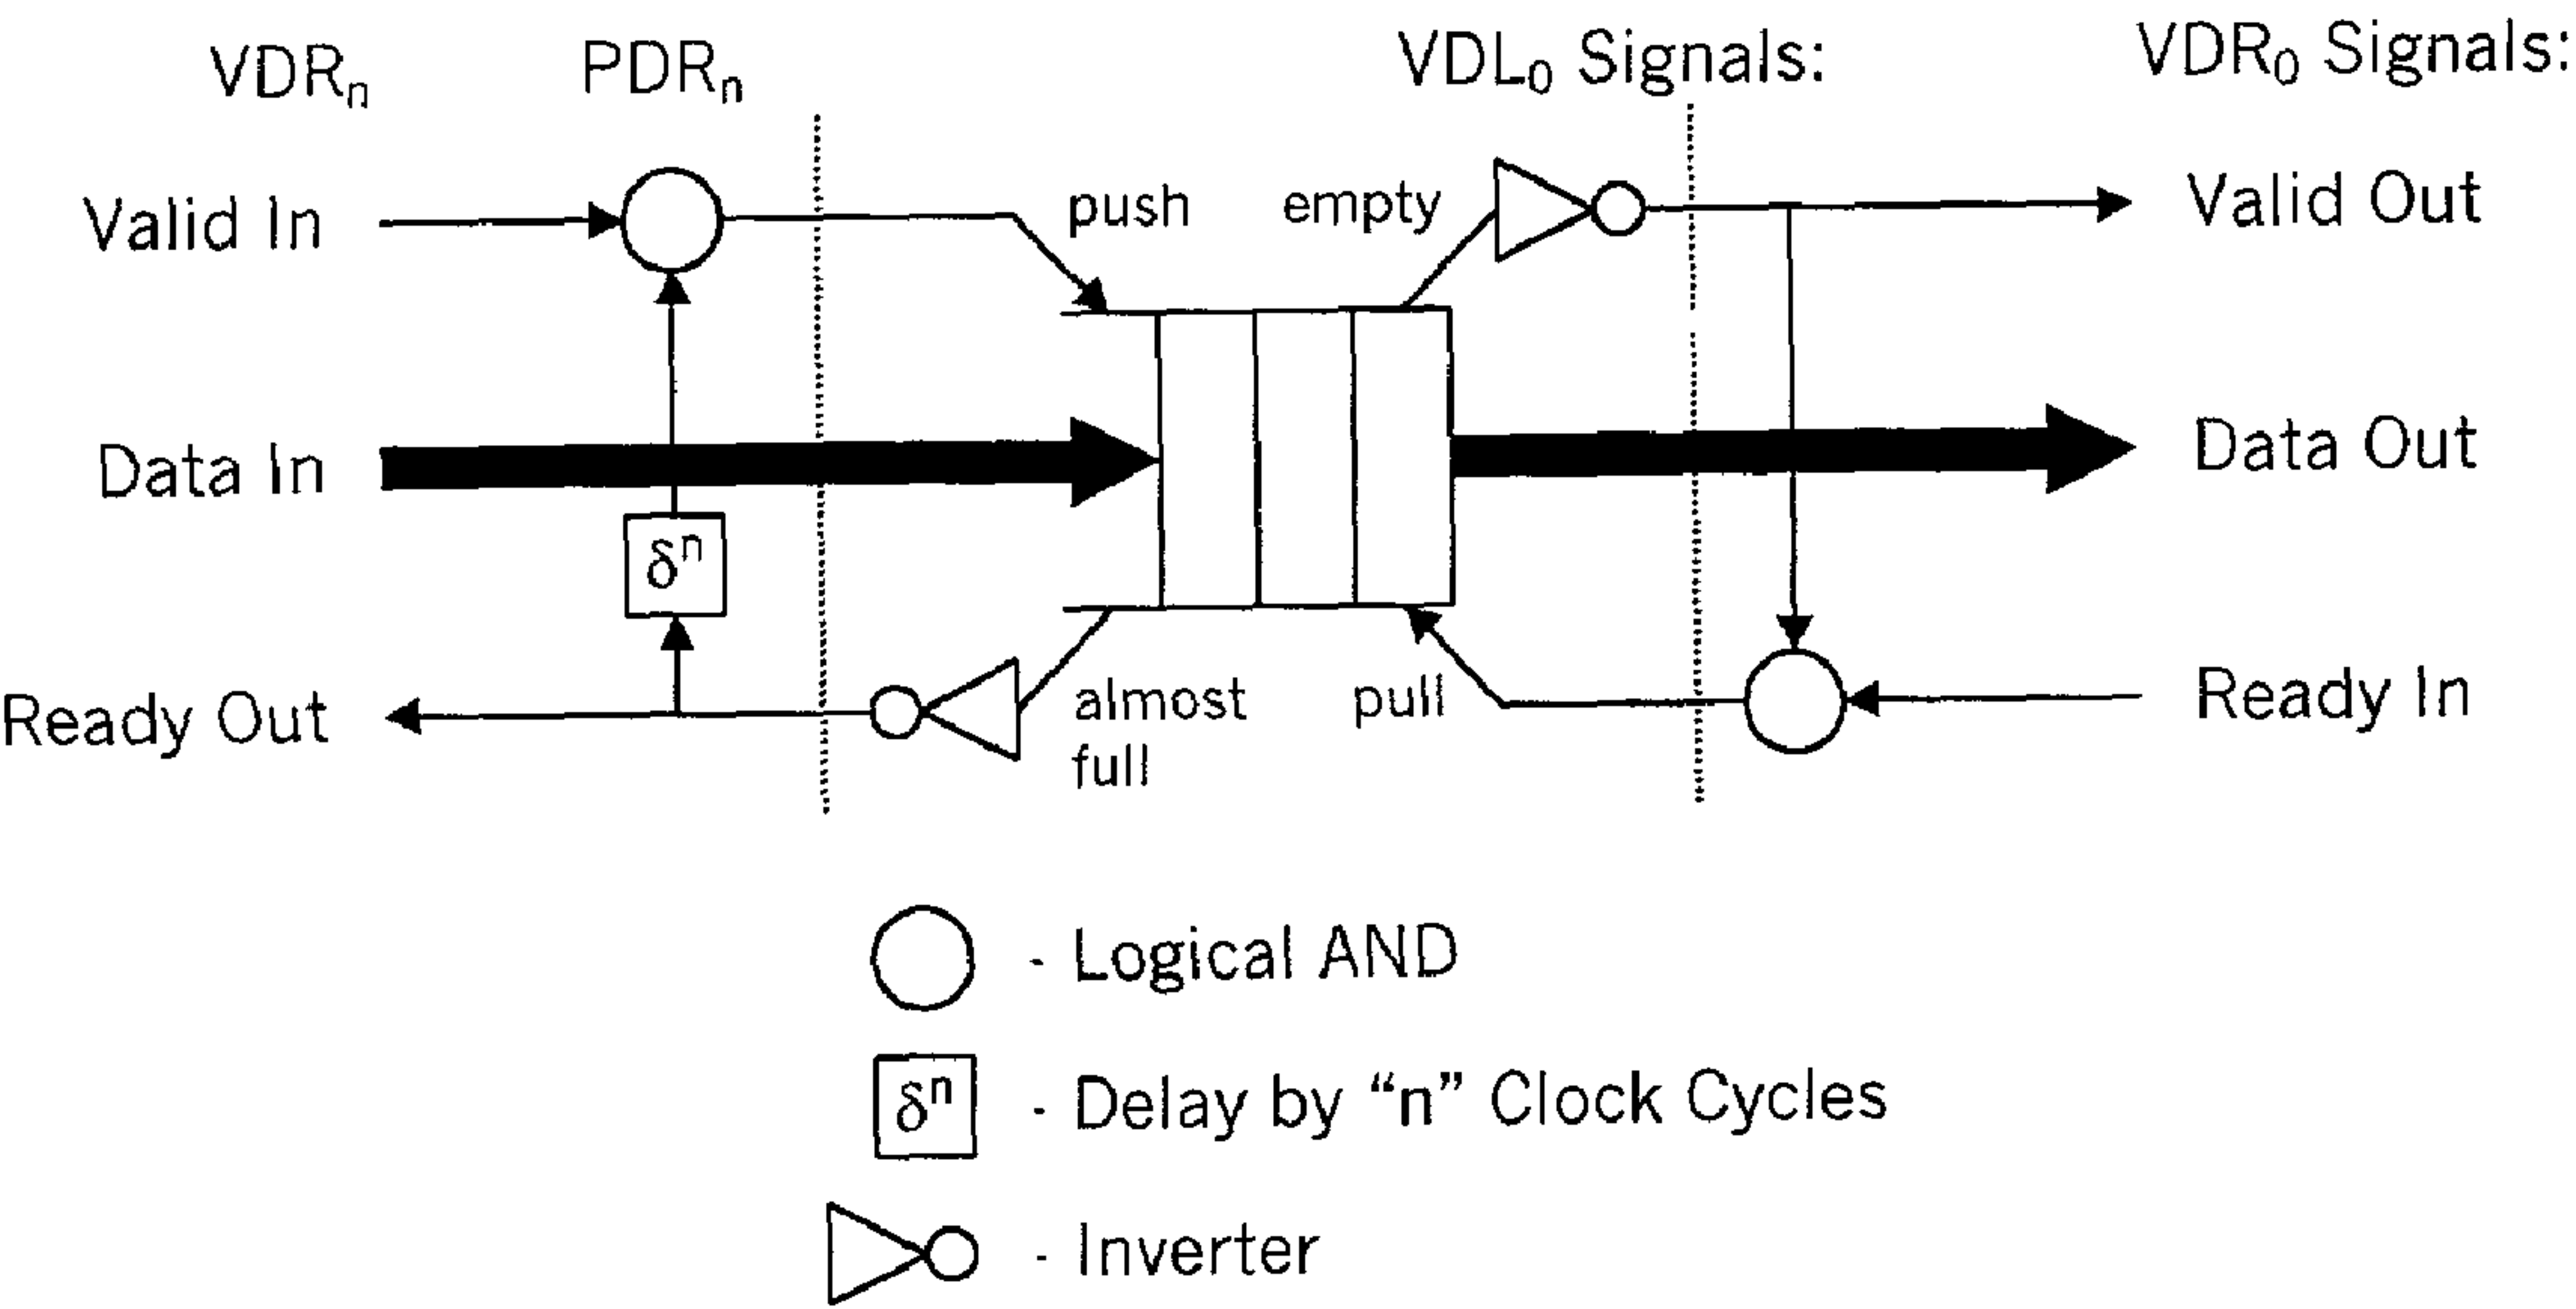 VDRₙ PDRₙ VDL₀ Signals: VDR₀ Signals:
Valid In push empty Valid Out
Data In Data Out
δⁿ
Ready Out almost full pull Ready In
- Logical AND
δⁿ - Delay by “n” Clock Cycles
- Inverter